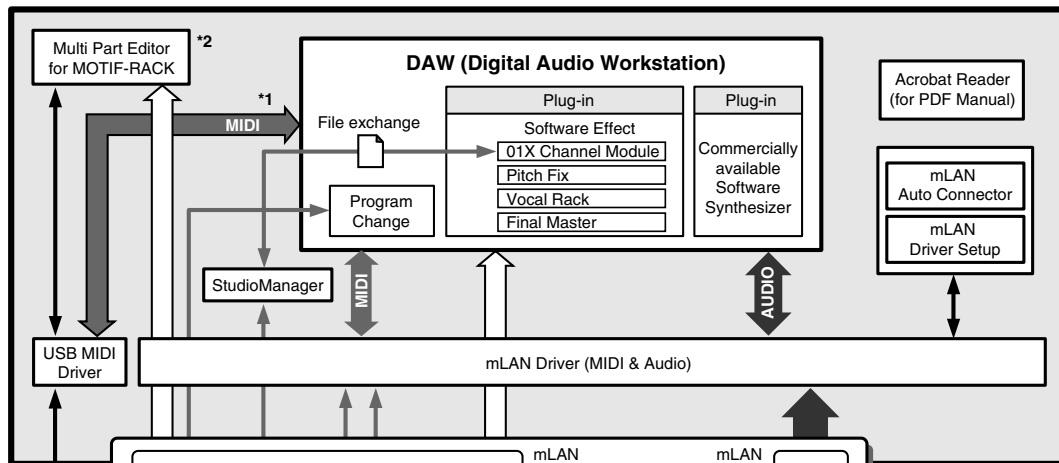 Multi Part Editor
for MOTIF-RACK
*2
*1
MIDI
DAW (Digital Audio Workstation)
File exchange
Program
Change
Plug-in
Software Effect
01X Channel Module
Pitch Fix
Vocal Rack
Final Master
Plug-in
Commercially
available
Software
Synthesizer
Acrobat Reader
(for PDF Manual)
mLAN
Auto Connector
mLAN
Driver Setup
StudioManager
MIDI
AUDIO
USB MIDI
Driver
mLAN Driver (MIDI & Audio)
mLAN
mLAN